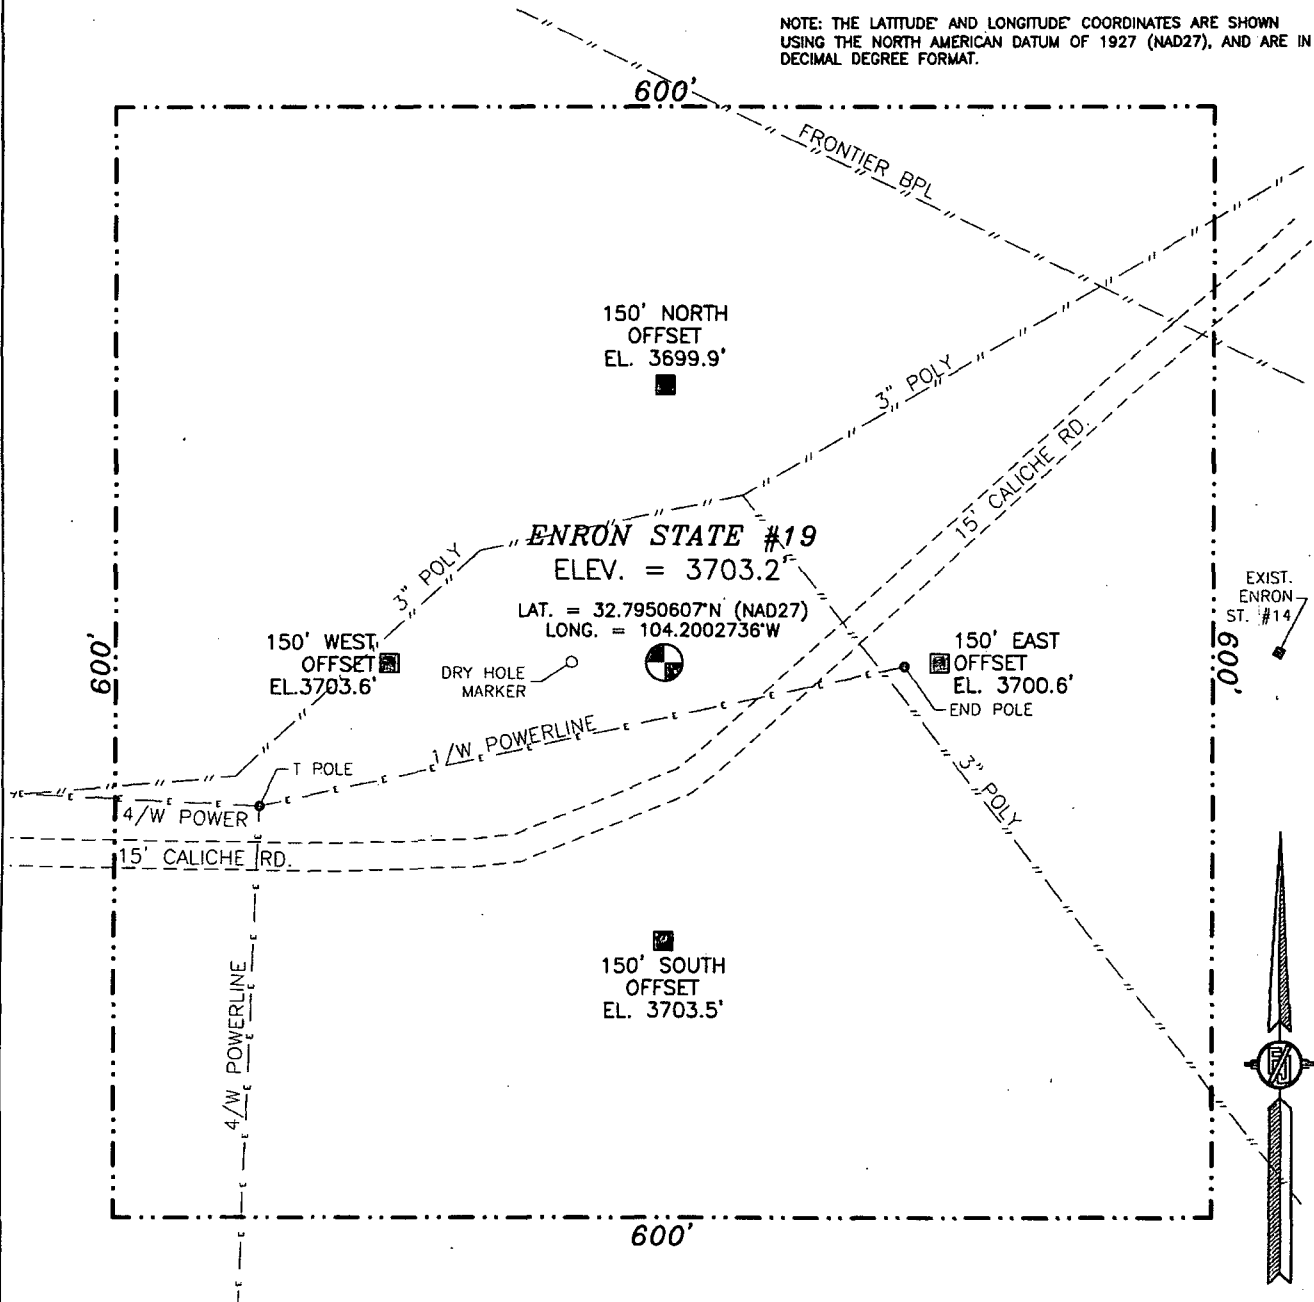 NOTE: THE LATITUDE AND LONGITUDE COORDINATES ARE SHOWN
USING THE NORTH AMERICAN DATUM OF 1927 (NAD27), AND ARE IN
DECIMAL DEGREE FORMAT.
600'
FRONTIER BPL
150' NORTH
OFFSET
EL. 3699.9'
3" POLY
15' CALICHE RD.
ENRON STATE #19
ELEV. = 3703.2'
3" POLY
LAT. = 32.7950607°N (NAD27)
LONG. = 104.2002736°W
EXIST.
ENRON
ST. #14
600'
150' WEST
OFFSET
EL.3703.6'
DRY HOLE
MARKER
150' EAST
OFFSET
EL. 3700.6'
600'
END POLE
1/W POWERLINE
T POLE
3" POLY
4/W POWER
15' CALICHE RD.
150' SOUTH
OFFSET
EL. 3703.5'
4/W POWERLINE
600'